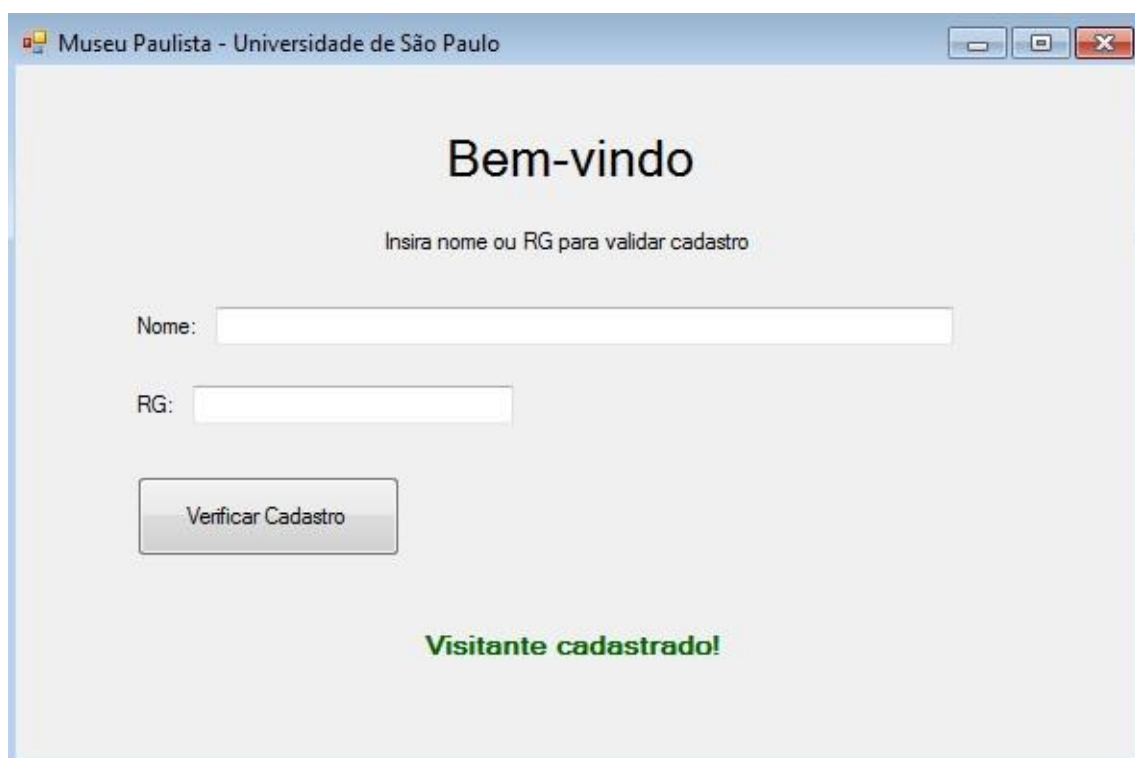 Museu Paulista - Universidade de São Paulo
Bem-vindo
Insira nome ou RG para validar cadastro
Nome:
RG:
Verificar Cadastro
Visitante cadastrado!